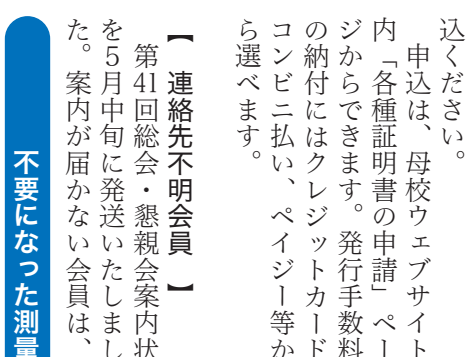 込ください。
　申込は、母校ウェブサイト
内「各種証明書の申請」ペー
ジからできます。発行手数料
の納付にはクレジットカード
コンビニ払い、ペイジー等か
ら選べます。
【 連絡先不明会員 】
　第41回総会・懇親会案内状
を５月中旬に発送いたしまし
た。案内が届かない会員は、
不要になった測量